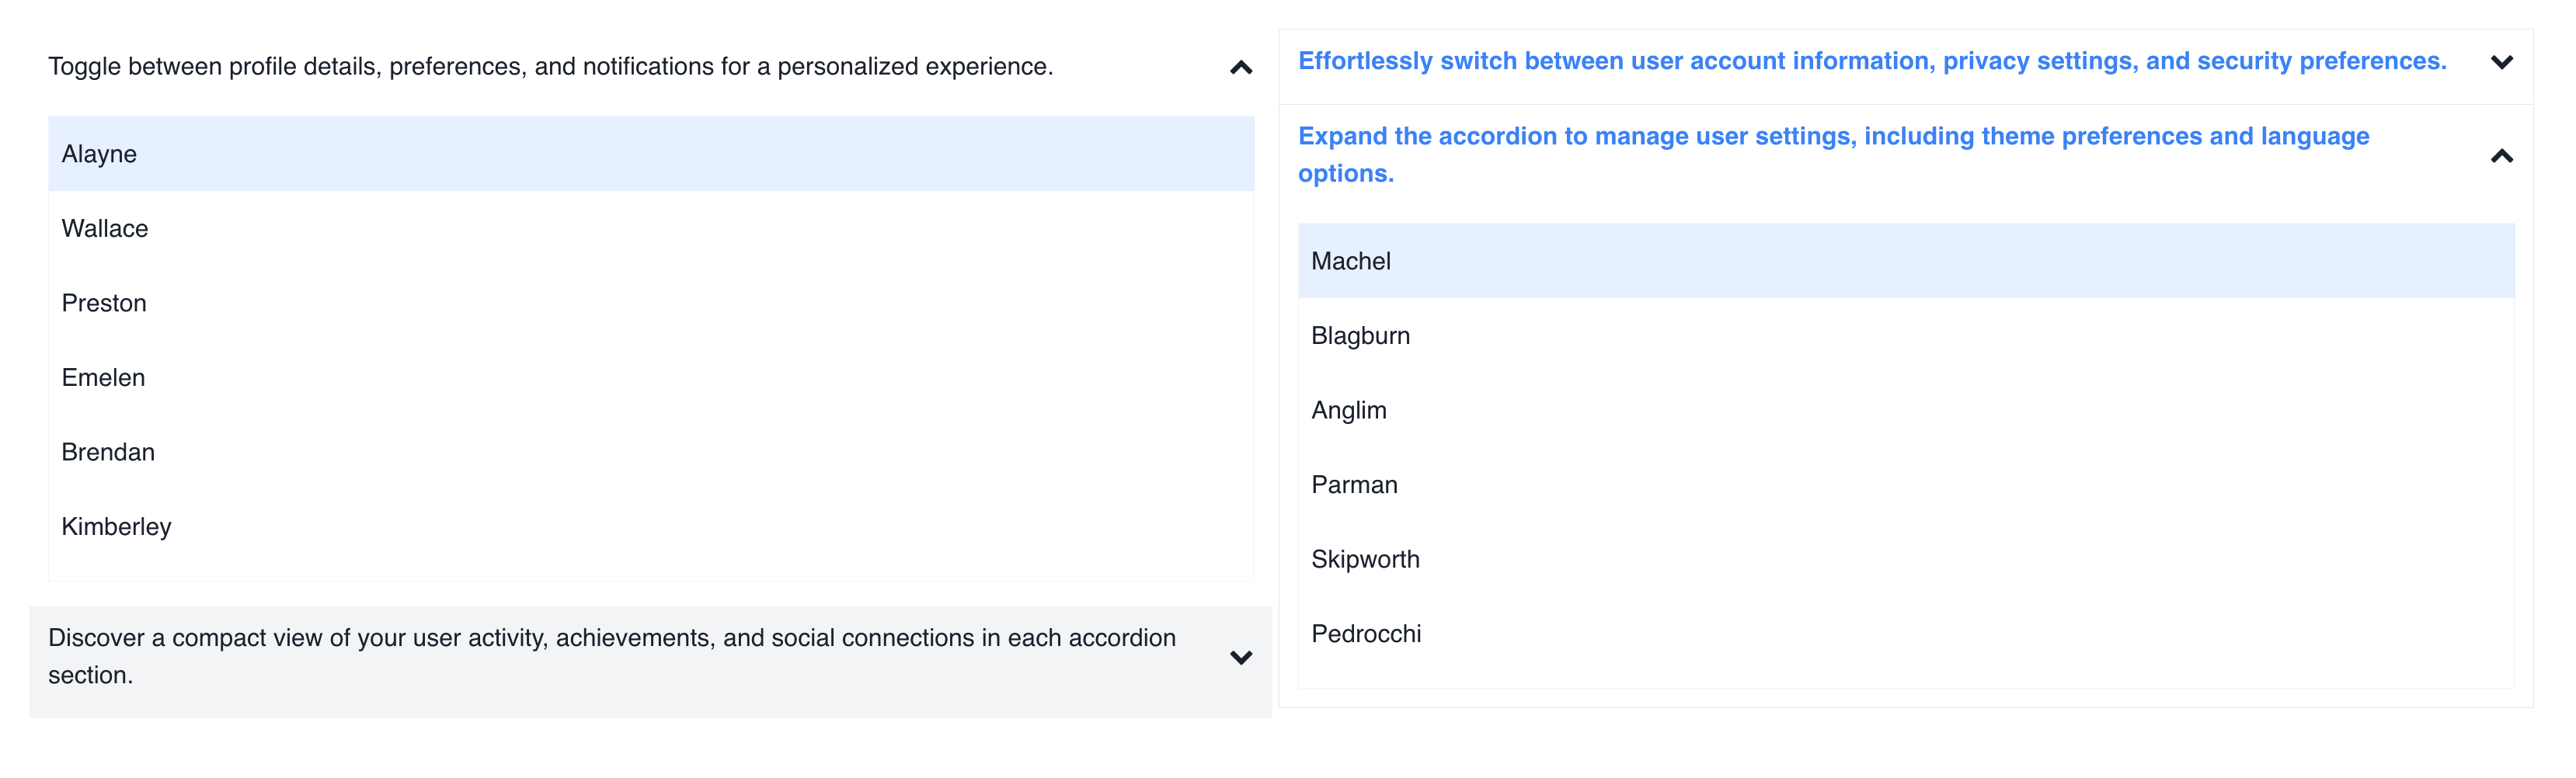 Toggle between profile details, preferences, and notifications for a personalized experience.
Alayne
Wallace
Preston
Emelen
Brendan
Kimberley
Discover a compact view of your user activity, achievements, and social connections in each accordion
section.
Effortlessly switch between user account information, privacy settings, and security preferences.
Expand the accordion to manage user settings, including theme preferences and language
options.
Machel
Blagburn
Anglim
Parman
Skipworth
Pedrocchi